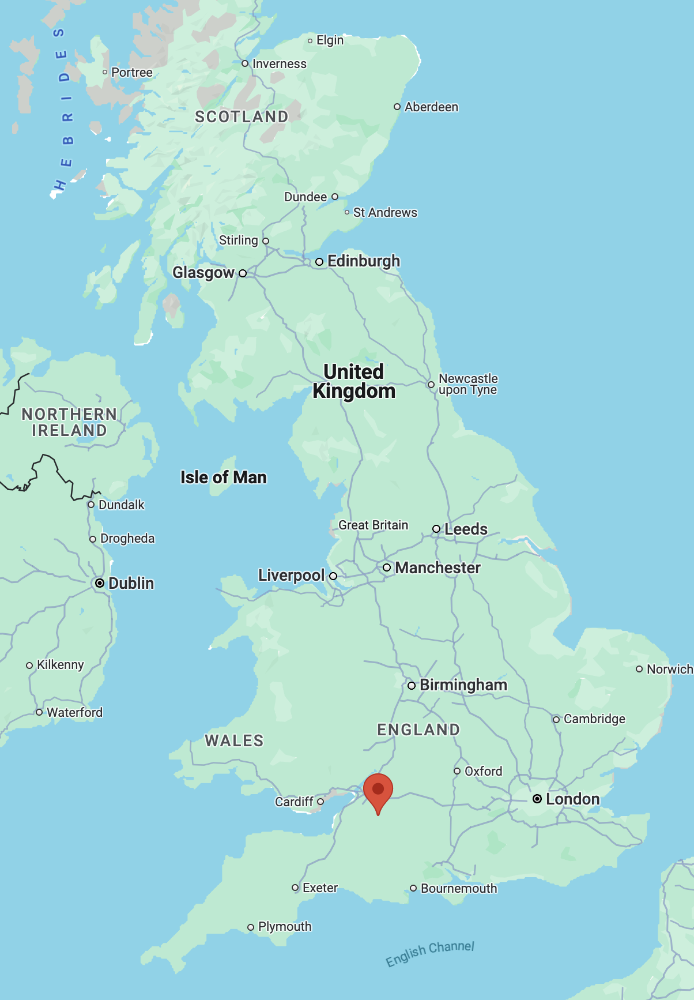 HEBRIDES
Elgin
Inverness
Portree
Aberdeen
SCOTLAND
Dundee
St Andrews
Stirling
Edinburgh
Glasgow
United
Kingdom
Newcastle
upon Tyne
NORTHERN
IRELAND
Isle of Man
Dundalk
Great Britain
Leeds
Drogheda
Manchester
Liverpool
Dublin
Kilkenny
Norwich
Birmingham
Waterford
Cambridge
ENGLAND
WALES
Oxford
Cardiff
London
Exeter
Bournemouth
Plymouth
English Channel